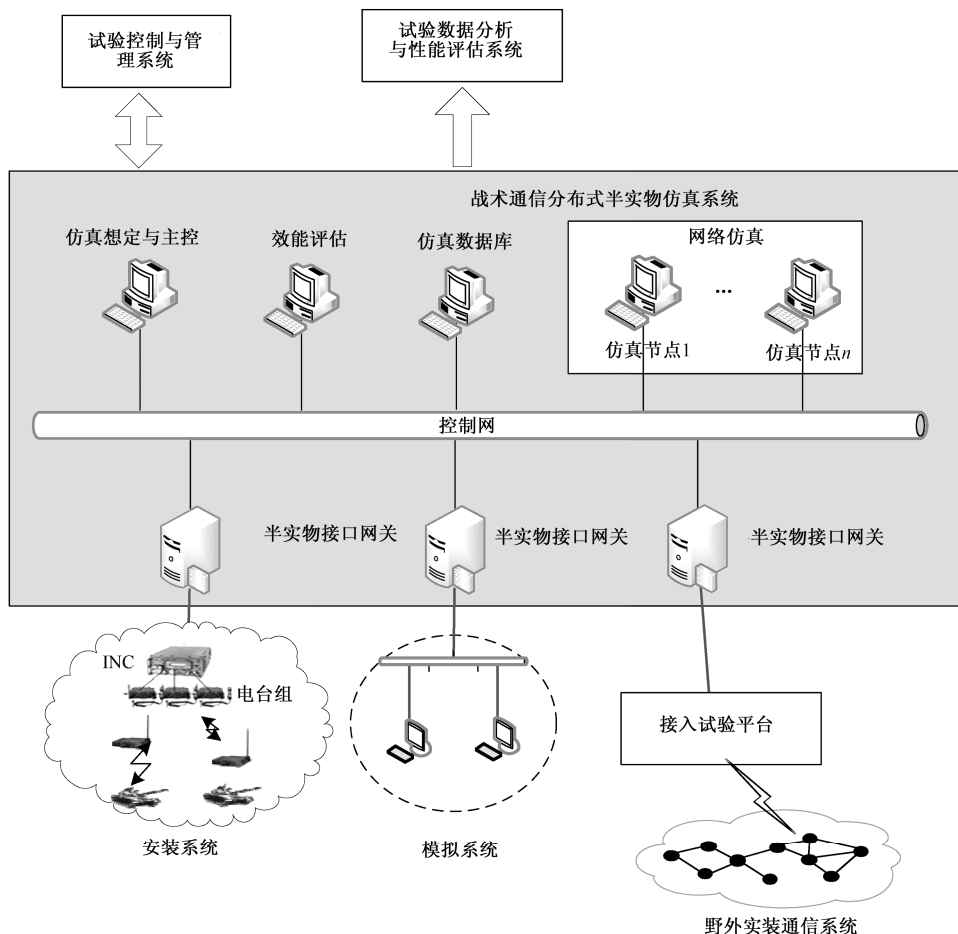 试验控制与管
理系统
试验数据分析
与性能评估系统
战术通信分布式半实物仿真系统
仿真想定与主控
效能评估
仿真数据库
网络仿真
...
仿真节点1
仿真节点n
控制网
半实物接口网关
半实物接口网关
半实物接口网关
INC
电台组
接入试验平台
安装系统
模拟系统
野外实装通信系统